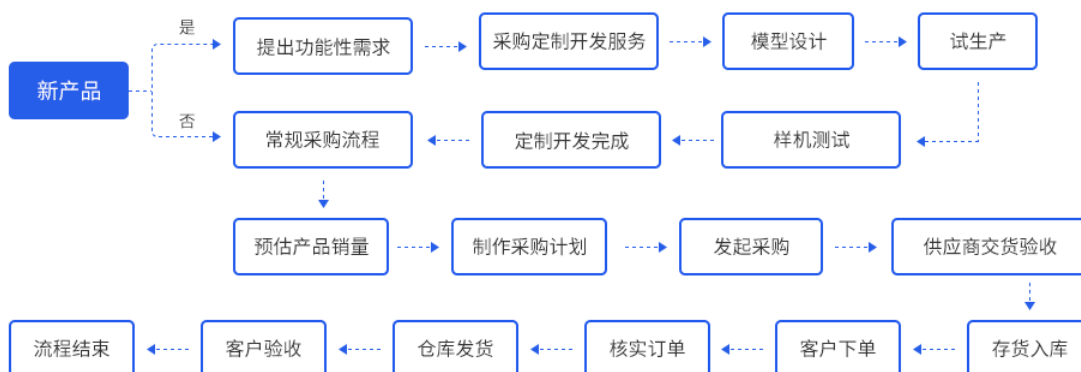 是
提出功能性需求
采购定制开发服务
模型设计
试生产
新产品
否
常规采购流程
定制开发完成
样机测试
预估产品销量
制作采购计划
发起采购
供应商交货验收
流程结束
客户验收
仓库发货
核实订单
客户下单
存货入库